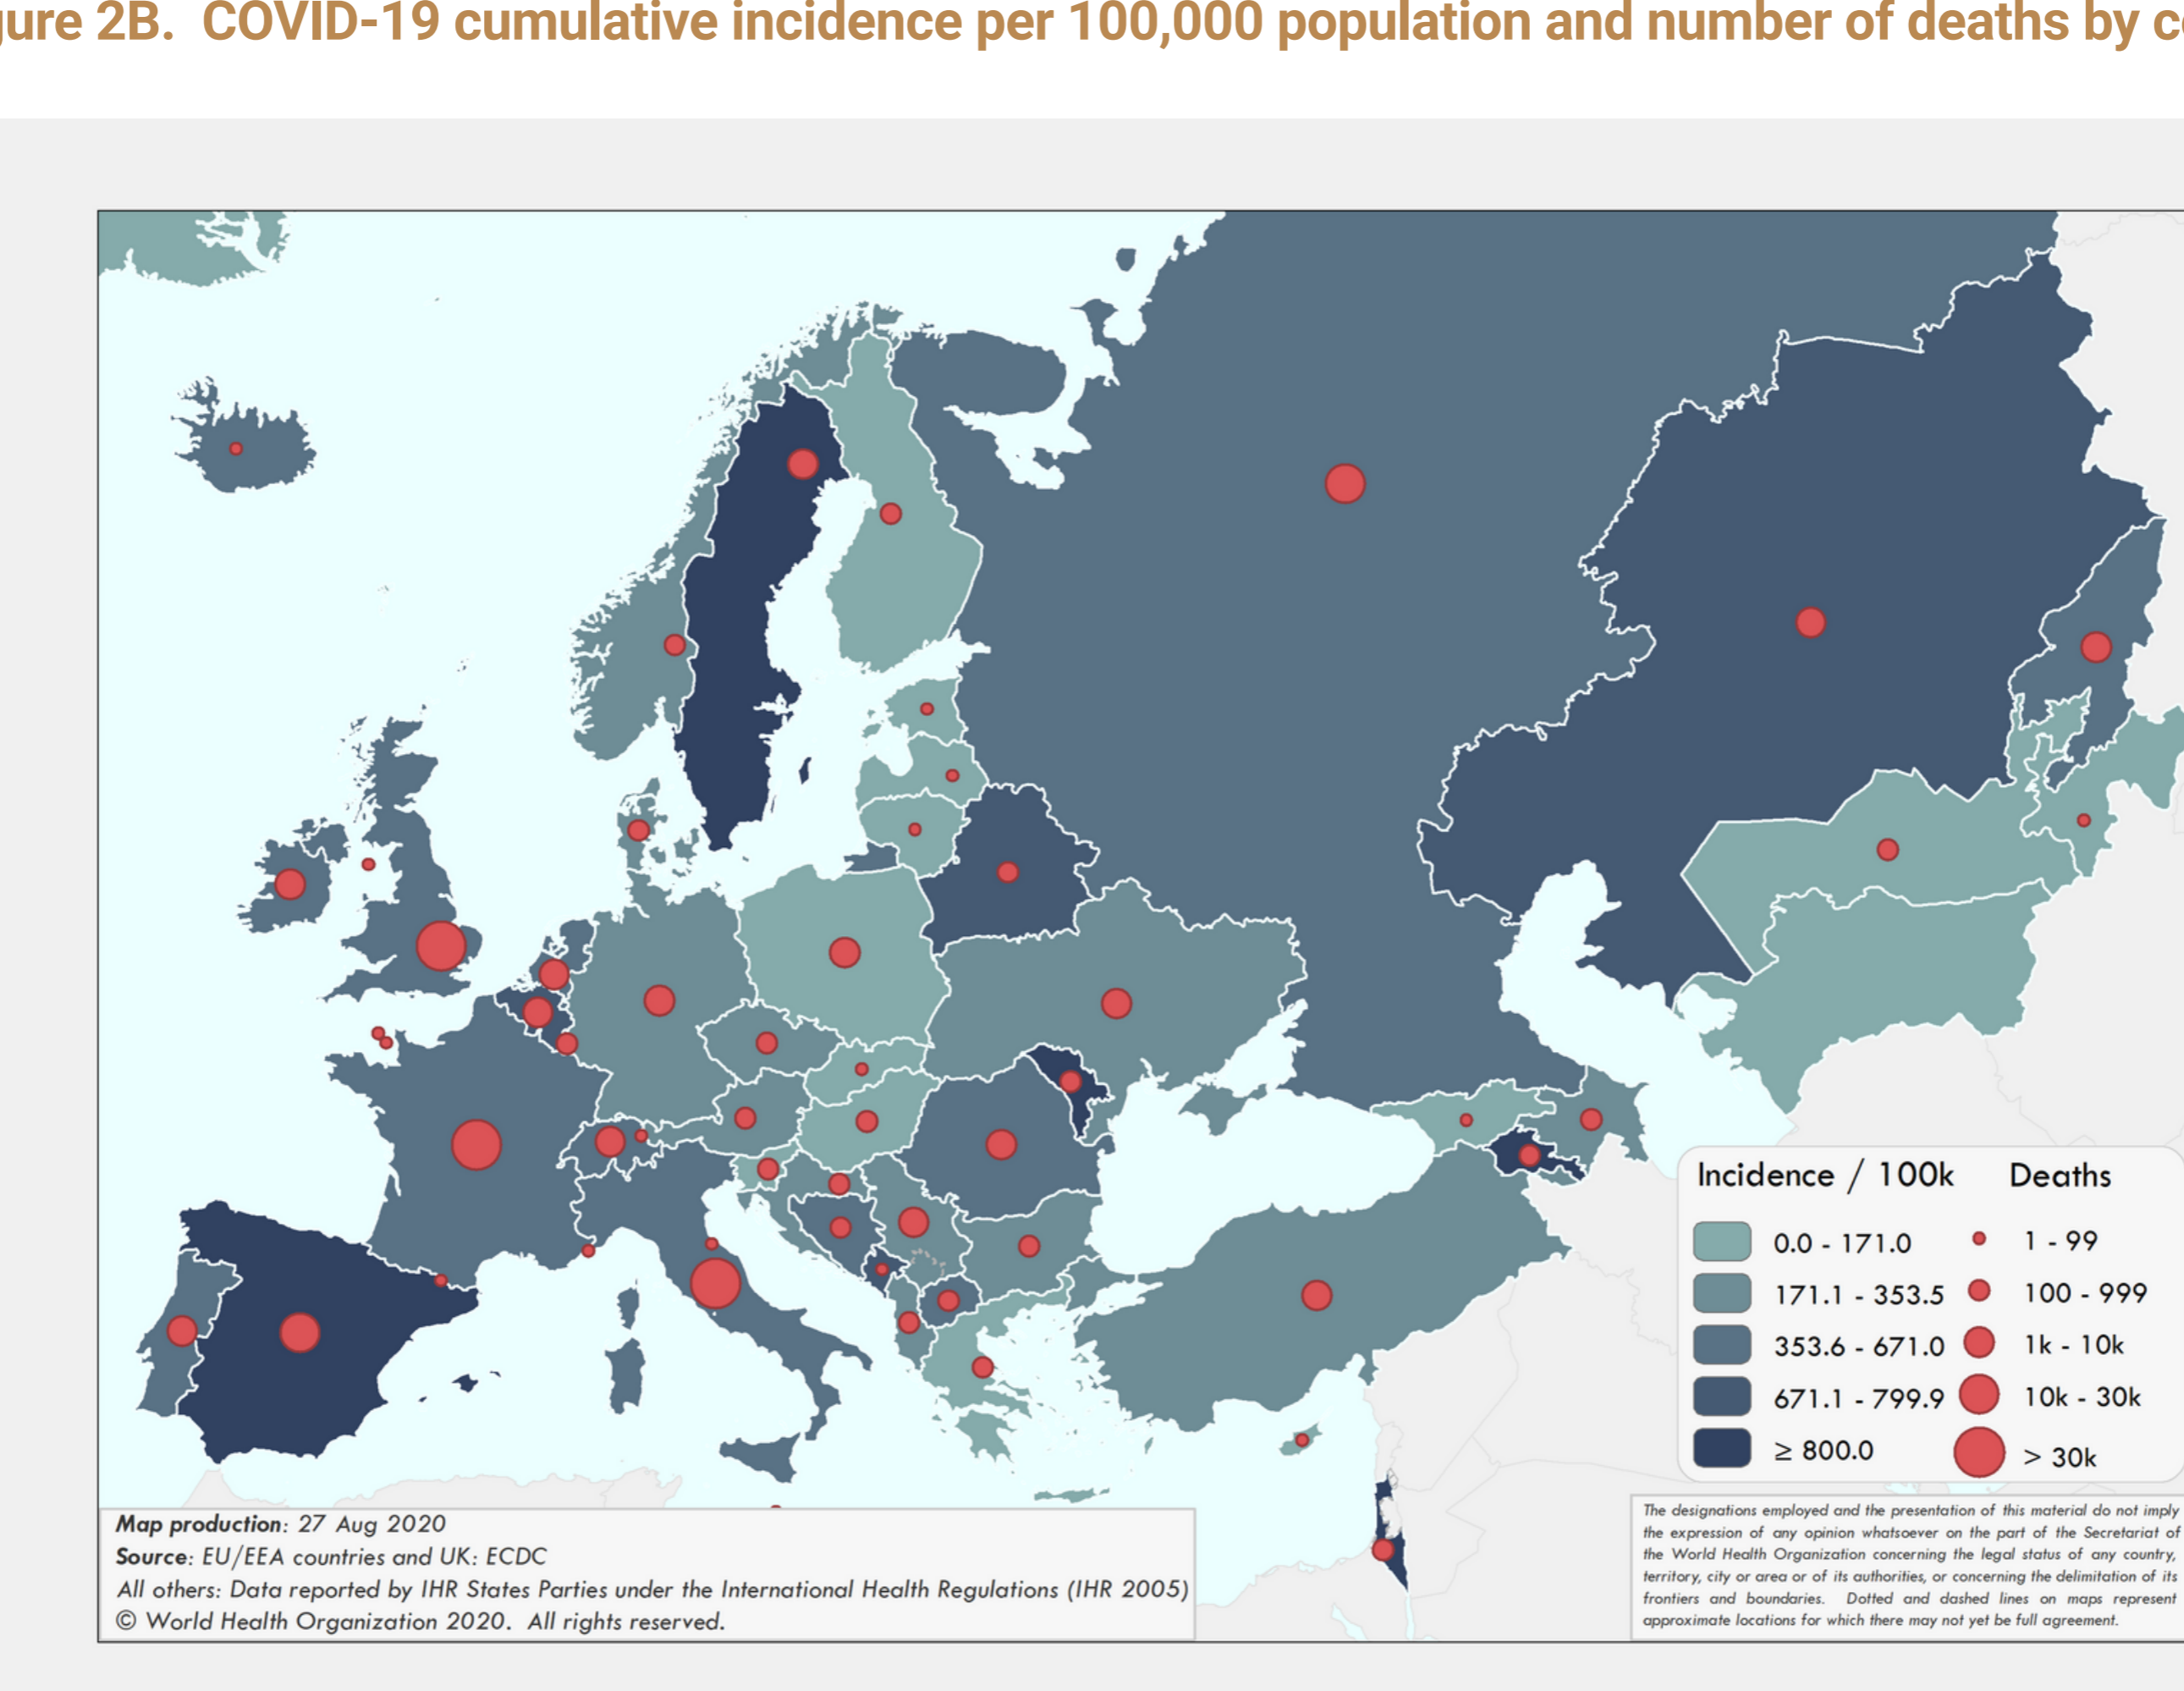 gure 2B. COVID-19 cumulative incidence per 100,000 population and number of deaths by c
Incidence / 100k Deaths
0.0 - 171.0 1 - 99
171.1 - 353.5 100 - 999
353.6 - 671.0 1k - 10k
671.1 - 799.9 10k - 30k
≥ 800.0 > 30k
Map production: 27 Aug 2020
Source: EU/EEA countries and UK: ECDC
All others: Data reported by IHR States Parties under the International Health Regulations (IHR 2005)
© World Health Organization 2020. All rights reserved.
The designations employed and the presentation of this material do not imply
the expression of any opinion whatsoever on the part of the Secretariat of
the World Health Organization concerning the legal status of any country,
territory, city or area or of its authorities, or concerning the delimitation of its
frontiers and boundaries. Dotted and dashed lines on maps represent
approximate locations for which there may not yet be full agreement.